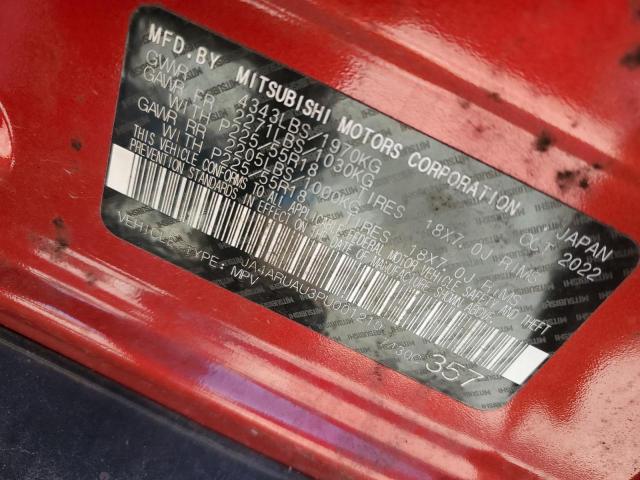 MFD. BY MITSUBISHI MOTORS CORPORATION JAPAN
GVWR 4343LBS/1970KG OCT 2022
GAWR FR 2271LBS/1030KG
WITH P225/55R18 TIRES 18X7.0J RIMS
GAWR RR 2205LBS/1000KG
WITH P225/55R18 TIRES 18X7.0J RIMS
THIS VEHICLE CONFORMS TO ALL APPLICABLE FEDERAL MOTOR VEHICLE SAFETY AND THEFT
PREVENTION STANDARDS IN EFFECT ON THE DATE OF MANUFACTURE SHOWN ABOVE.
VEHICLE TYPE: MPV
357